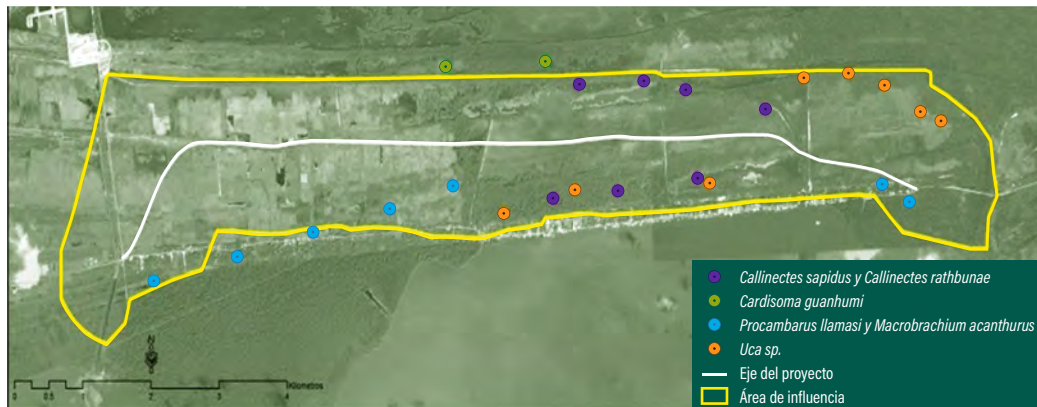 Callinectes sapidus y Callinectes rathbunae
Cardisoma guanhumi
Procambarus llamasi y Macrobrachium acanthurus
Uca sp.
Eje del proyecto
Área de influencia
N
0 0.5 1 2 3 4 Kilometros